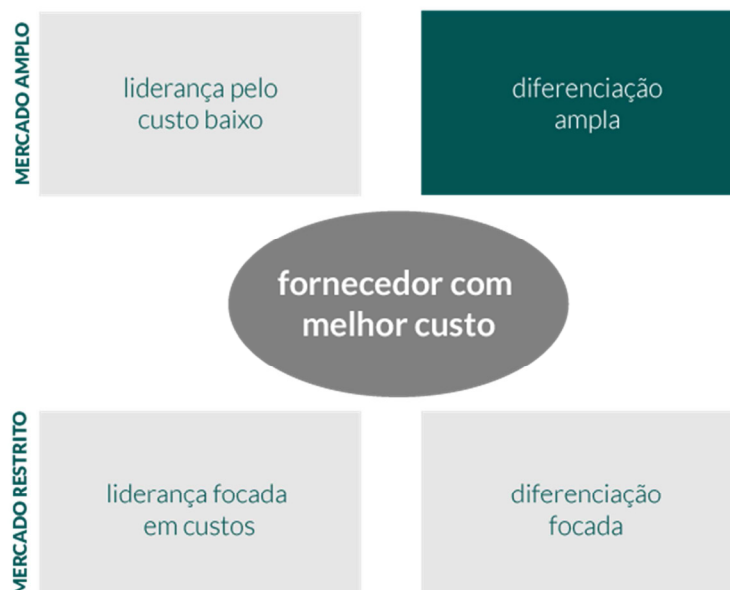 MERCADO AMPLO
liderança pelo
custo baixo
diferenciação
ampla
fornecedor com
melhor custo
MERCADO RESTRITO
liderança focada
em custos
diferenciação
focada